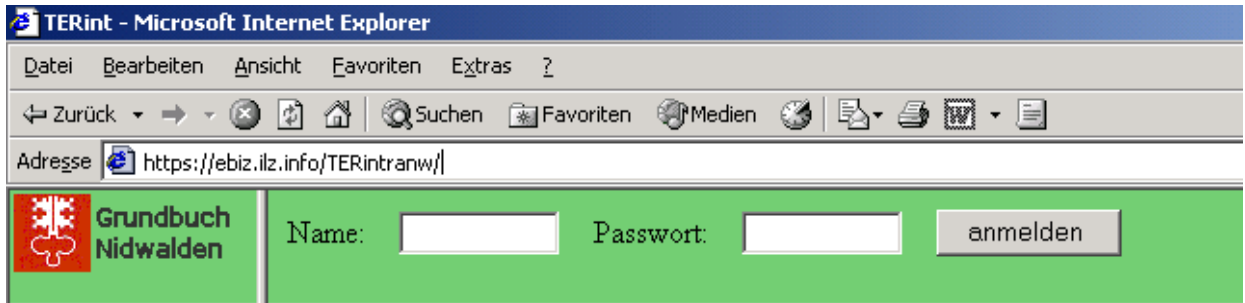 TERint - Microsoft Internet Explorer
Datei Bearbeiten Ansicht Favoriten Extras ?
Zurück Suchen Favoriten Medien
Adresse https://ebiz.ilz.info/TERintranw/
Grundbuch
Nidwalden
Name: Passwort: anmelden